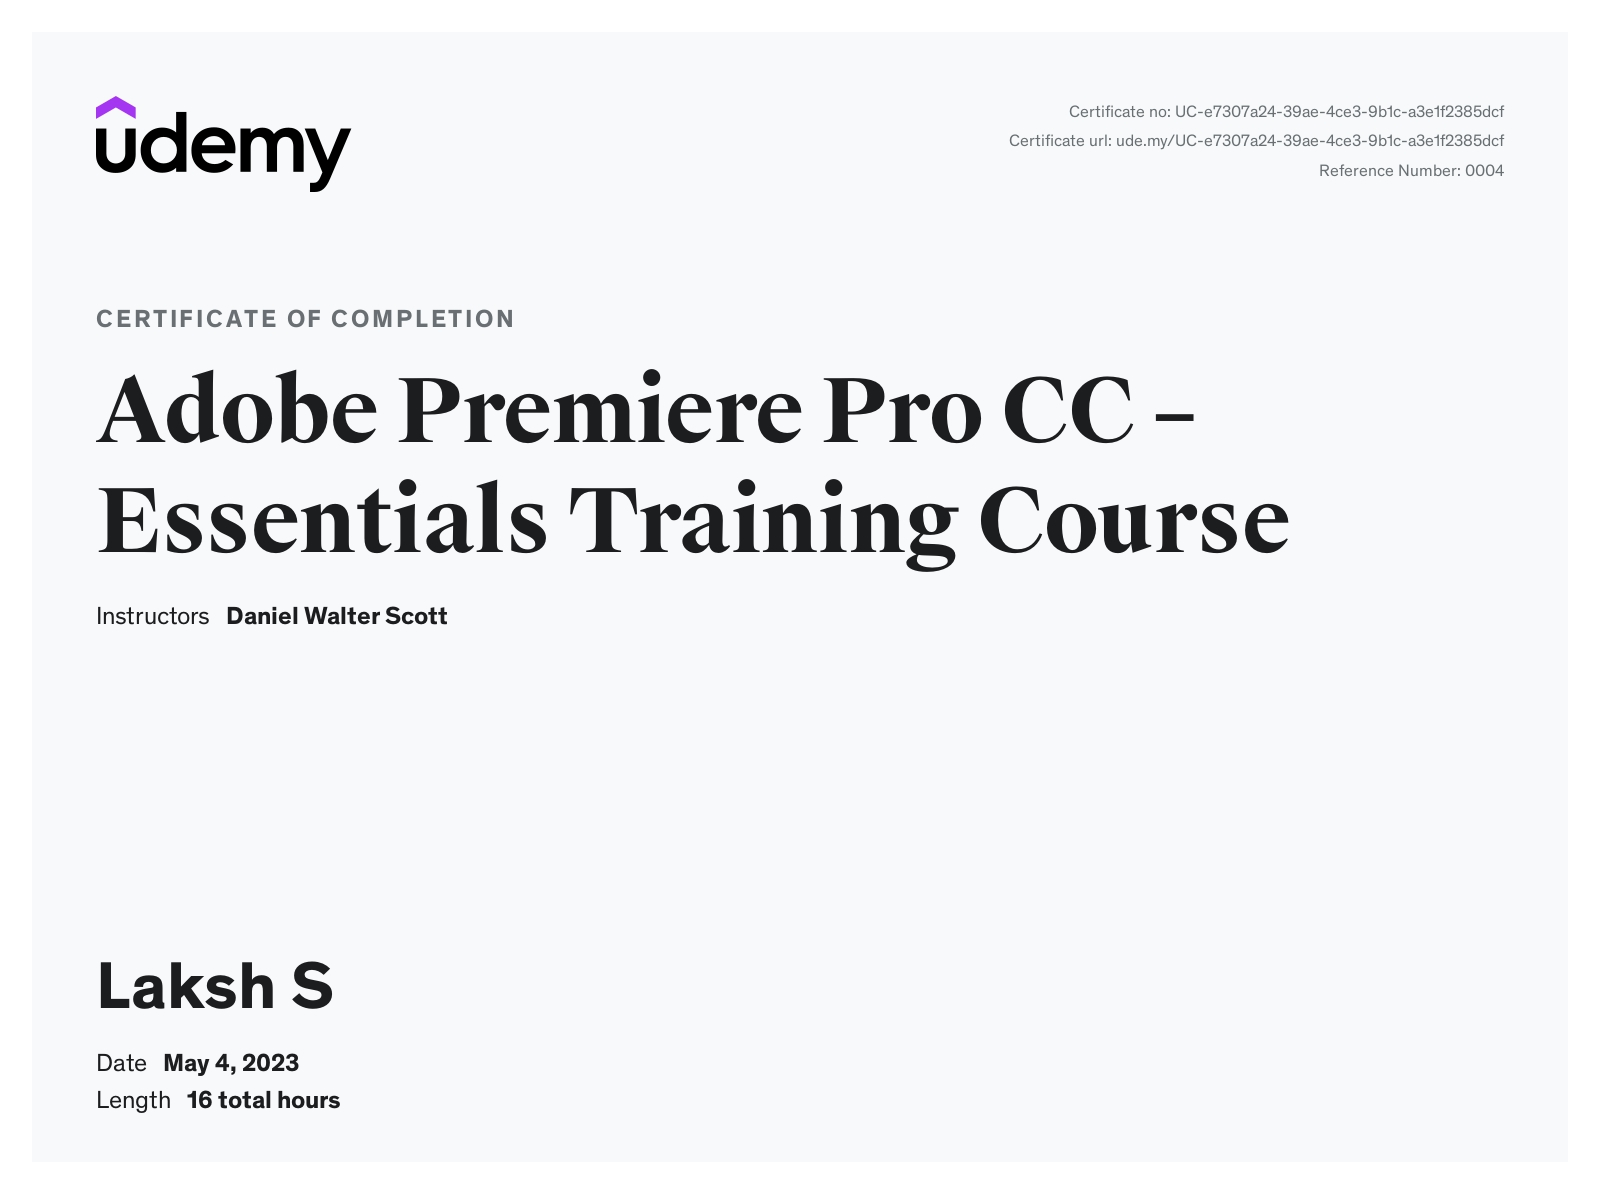 udemy
Certificate no: UC-e7307a24-39ae-4ce3-9b1c-a3e1f2385dcf
Certificate url: ude.my/UC-e7307a24-39ae-4ce3-9b1c-a3e1f2385dcf
Reference Number: 0004
CERTIFICATE OF COMPLETION
Adobe Premiere Pro CC –
Essentials Training Course
Instructors Daniel Walter Scott
Laksh S
Date May 4, 2023
Length 16 total hours